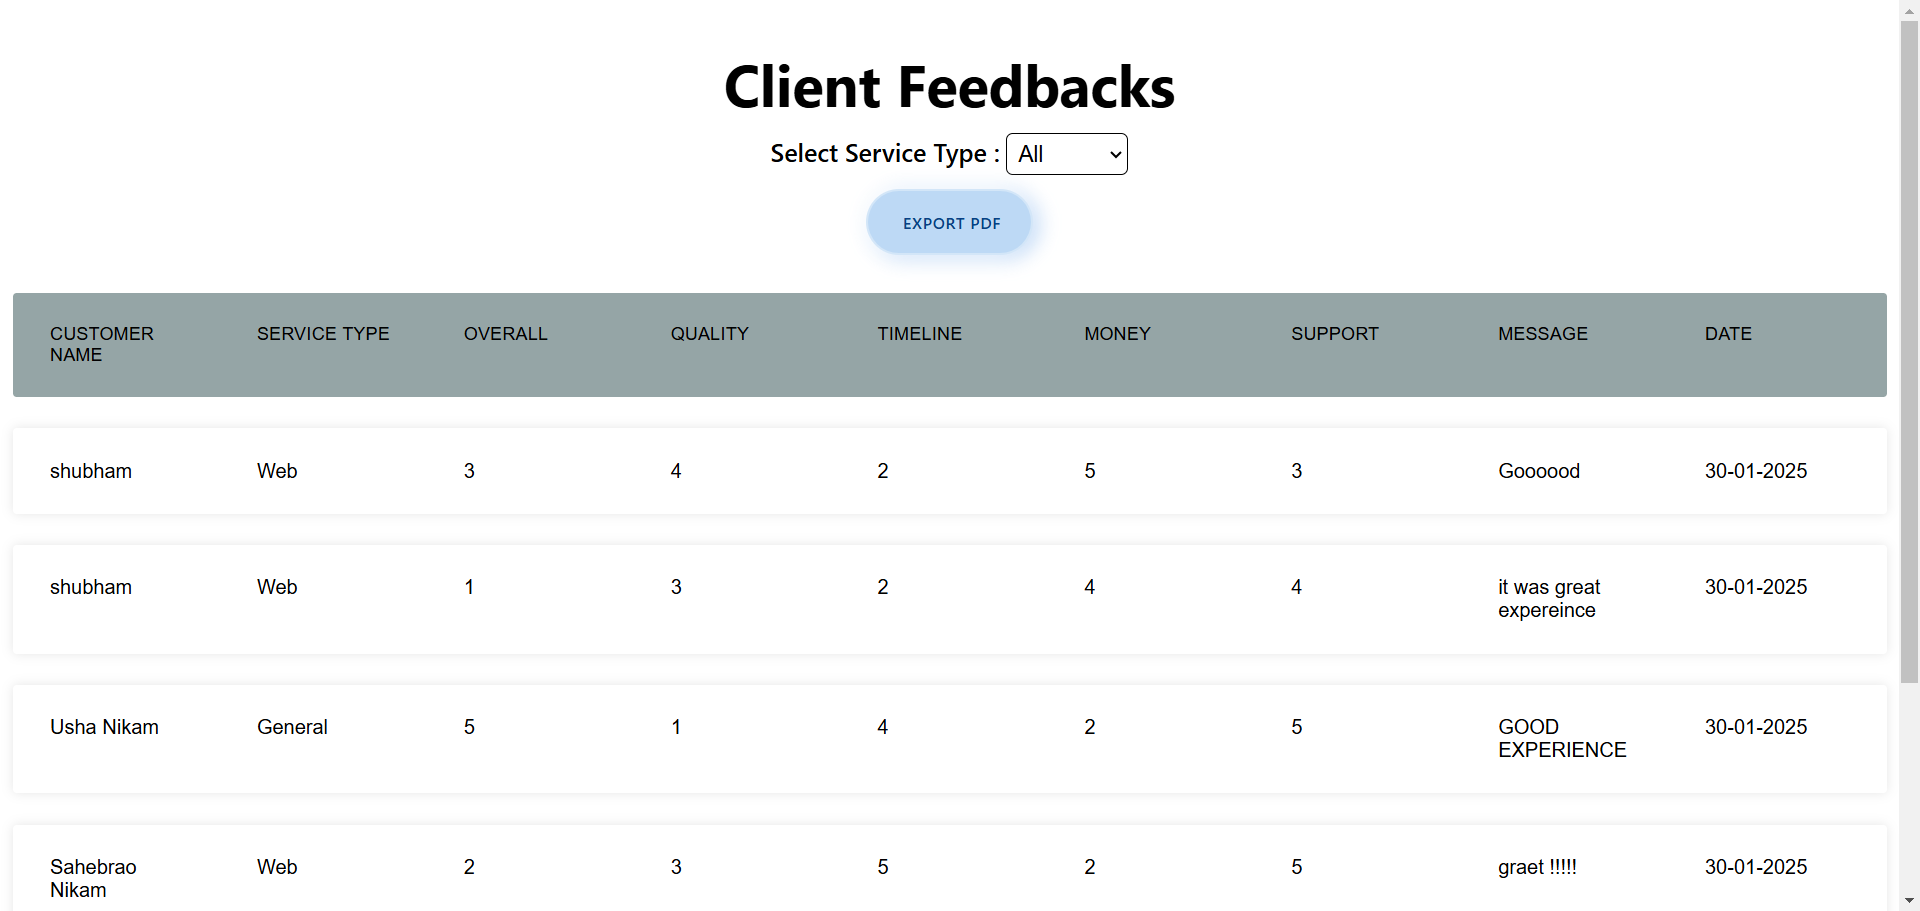 Client Feedbacks
Select Service Type : All
EXPORT PDF
CUSTOMER NAME SERVICE TYPE OVERALL QUALITY TIMELINE MONEY SUPPORT MESSAGE DATE
shubham Web 3 4 2 5 3 Goooood 30-01-2025
shubham Web 1 3 2 4 4 it was great expereince 30-01-2025
Usha Nikam General 5 1 4 2 5 GOOD EXPERIENCE 30-01-2025
Sahebrao Nikam Web 2 3 5 2 5 graet !!!!! 30-01-2025